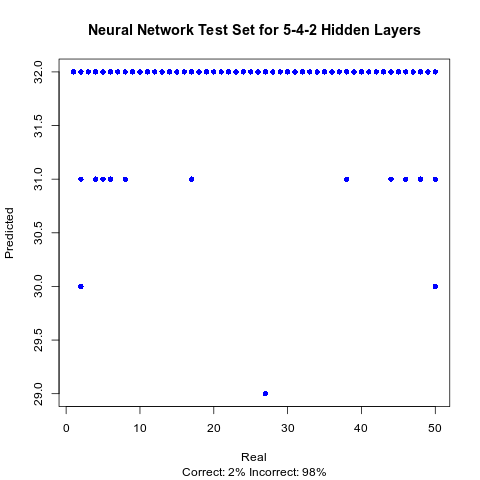 Neural Network Test Set for 5-4-2 Hidden Layers
32.0
31.5
31.0
30.5
30.0
29.5
29.0
Predicted
0 10 20 30 40 50
Real
Correct: 2% Incorrect: 98%